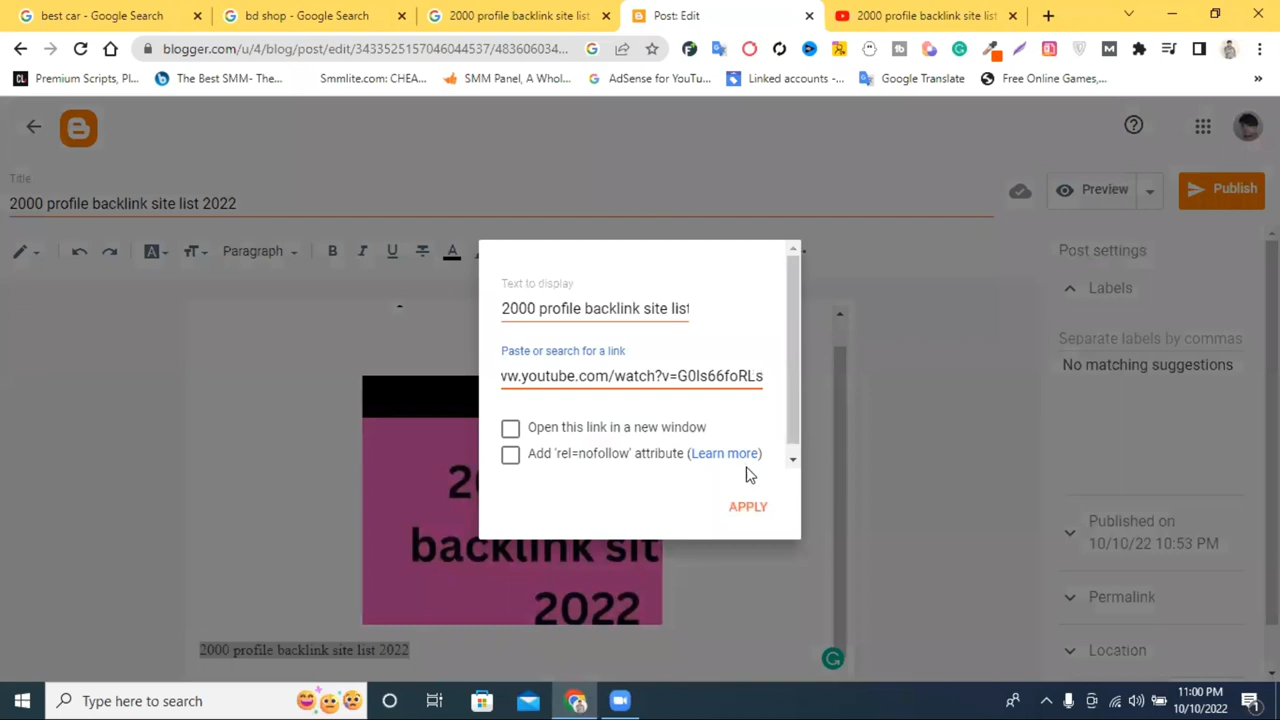 best car - Google Search
bd shop - Google Search
2000 profile backlink site list
Post: Edit
2000 profile backlink site list
blogger.com/u/4/blog/post/edit/3433525157046044537/483606034...
Premium Scripts, Pl...
The Best SMM- The...
Smmlite.com: CHEA...
SMM Panel, A Whol...
AdSense for YouTu...
Linked accounts -...
Google Translate
Free Online Games,...
Title
2000 profile backlink site list 2022
Preview
Publish
Paragraph
Post settings
Labels
Separate labels by commas
No matching suggestions
Published on
10/10/22 10:53 PM
Permalink
Location
Text to display
2000 profile backlink site list
Paste or search for a link
vw.youtube.com/watch?v=G0Is66foRLs
Open this link in a new window
Add 'rel=nofollow' attribute (Learn more)
APPLY
backlink sit
2022
2000 profile backlink site list 2022
Type here to search
11:00 PM
10/10/2022